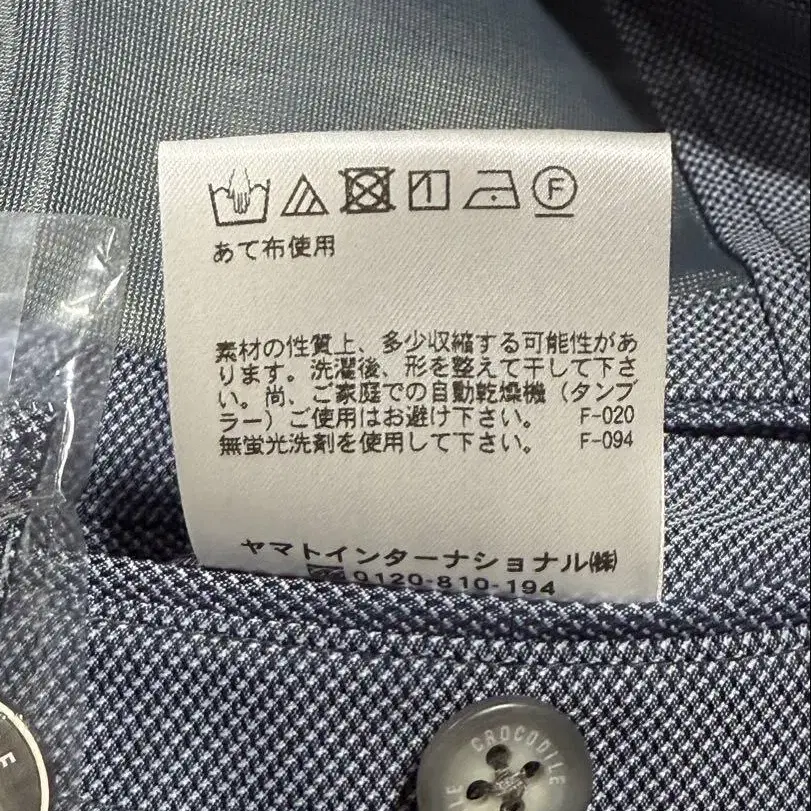 あて布使用
素材の性質上、多少収縮する可能性があ
ります。洗濯後、形を整えて干して下さ
い。尚、ご家庭での自動乾燥機（タンブ
ラー）ご使用はお避け下さい。 F-020
無蛍光洗剤を使用して下さい。 F-094
ヤマトインターナショナル㈱
0120-810-194
CROCODILE
F